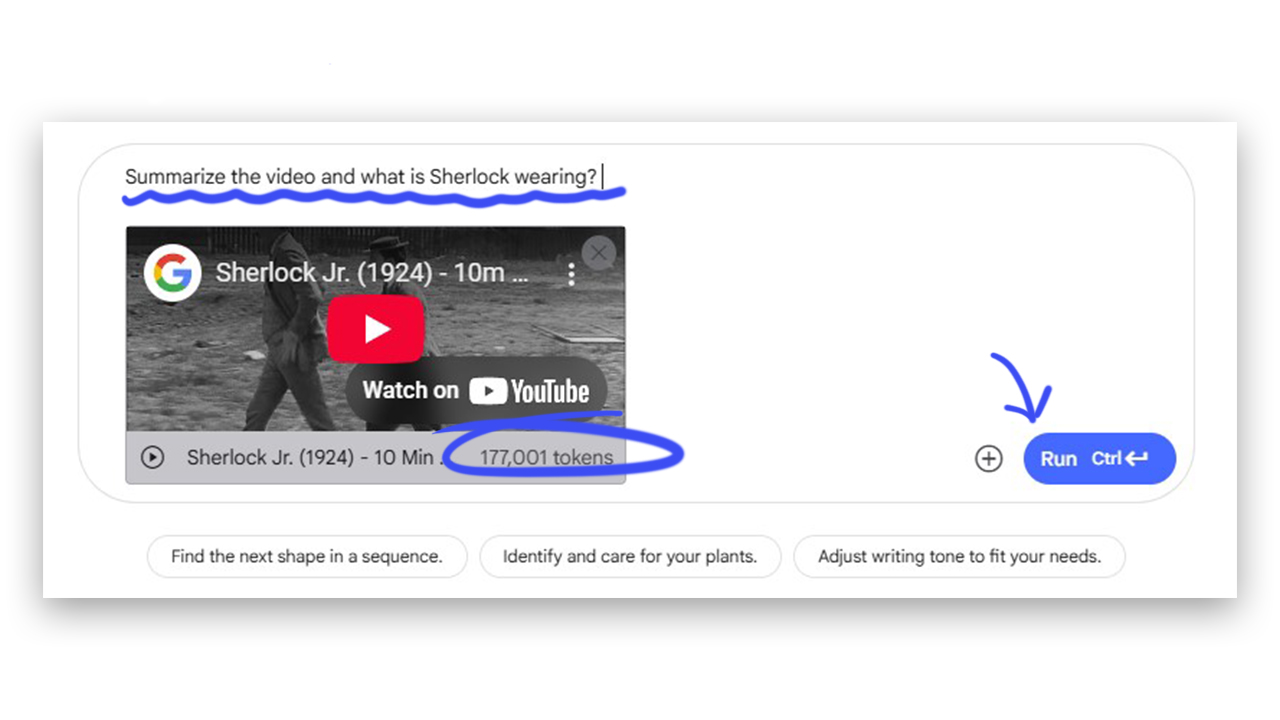 Summarize the video and what is Sherlock wearing?
Sherlock Jr. (1924) - 10m ...
Watch on YouTube
Sherlock Jr. (1924) - 10 Min . 177,001 tokens
Run Ctrl
Find the next shape in a sequence.
Identify and care for your plants.
Adjust writing tone to fit your needs.